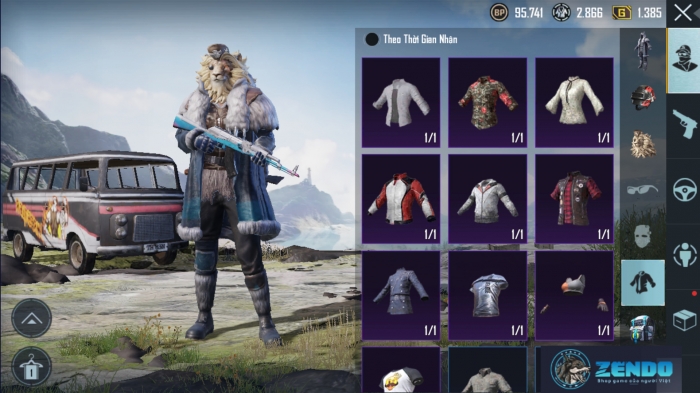 BP 95.741 2.866 G 1.385
Theo Thời Gian Nhận
1/1 1/1 1/1
1/1 1/1 1/1
1/1 1/1 1/1
ZENDO
Shop game của người Việt